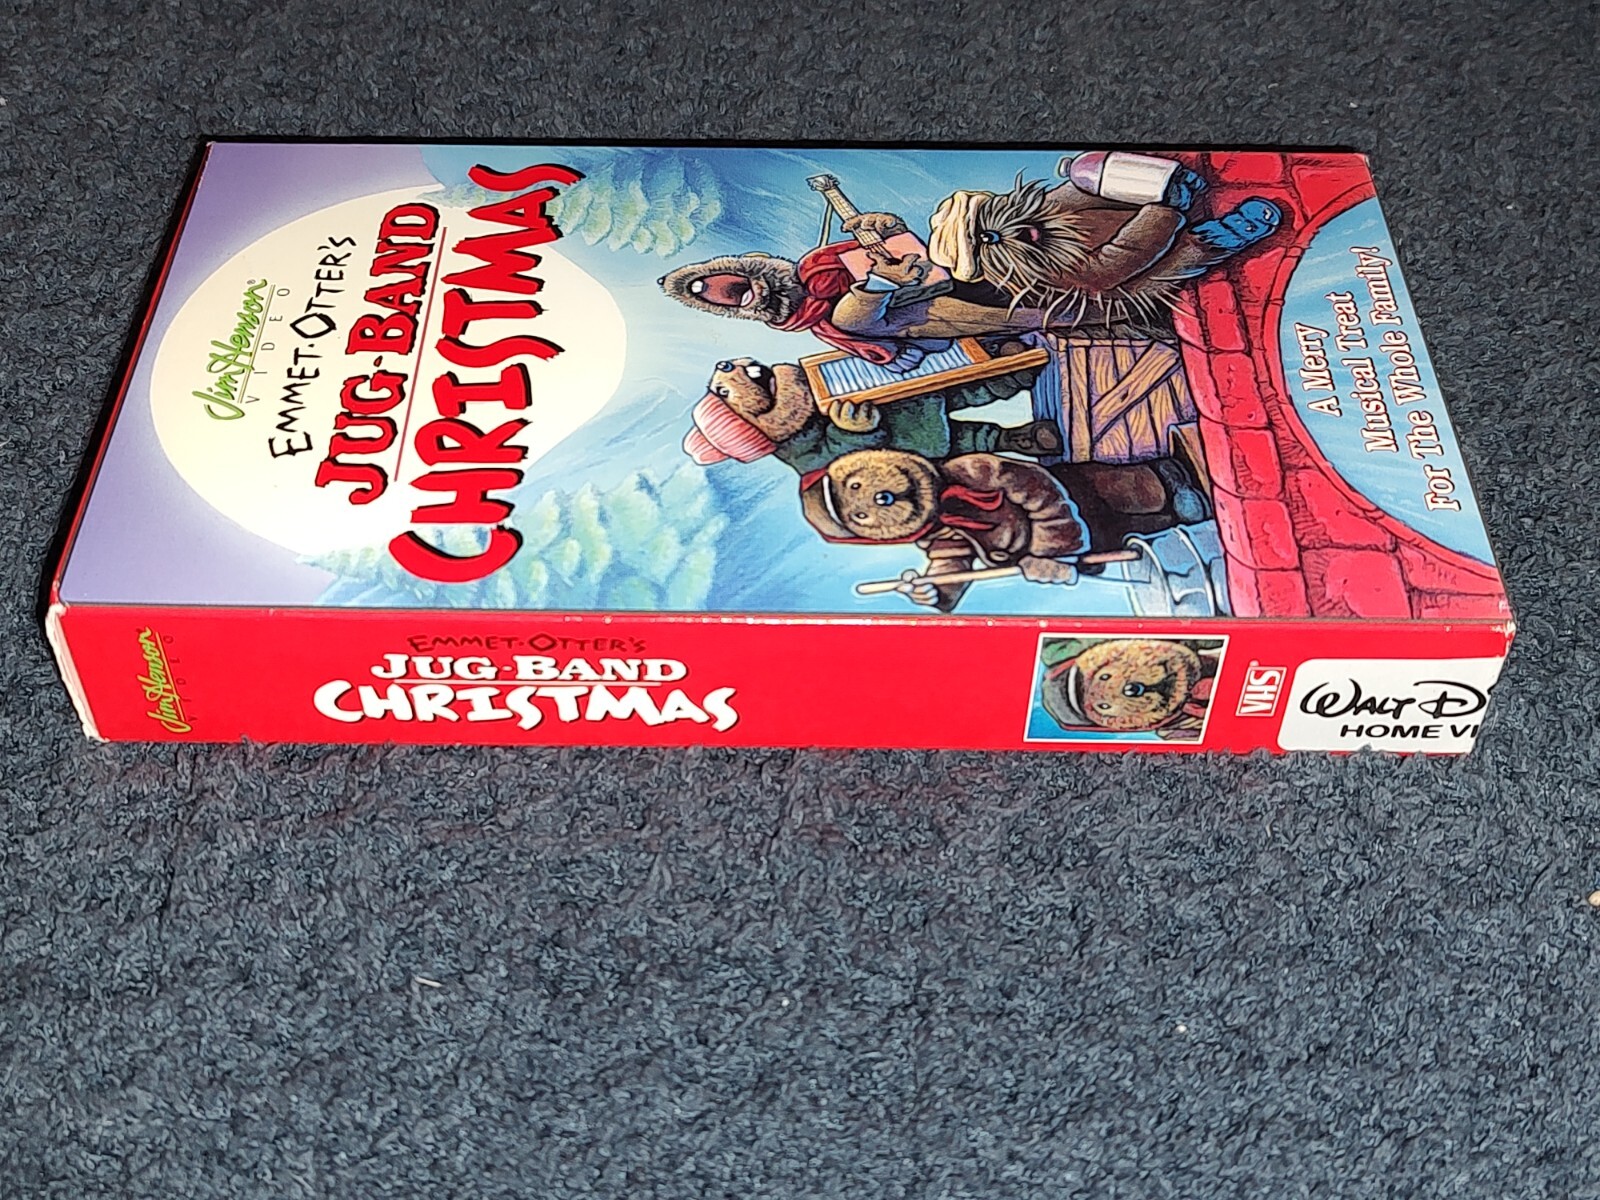 Jim Henson
VIDEO
EMMET·OTTER'S
JUG-BAND
CHRISTMAS
A Merry
Musical Treat
For The Whole Family!
Jim Henson
VIDEO
EMMET·OTTER'S
JUG-BAND
CHRISTMAS
VHS
WALT D
HOME VI